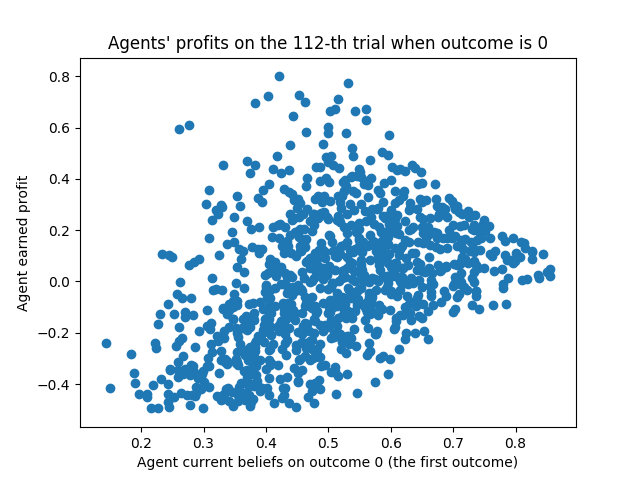 Agents' profits on the 112-th trial when outcome is 0
Agent earned profit
0.8
0.6
0.4
0.2
0.0
−0.2
−0.4
0.2 0.3 0.4 0.5 0.6 0.7 0.8
Agent current beliefs on outcome 0 (the first outcome)